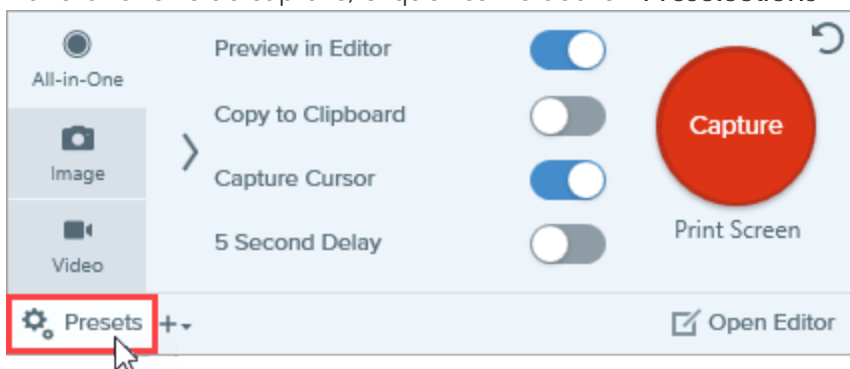 Preview in Editor
All-in-One
Copy to Clipboard
Capture
Image
Capture Cursor
Print Screen
5 Second Delay
Video
Presets
Open Editor